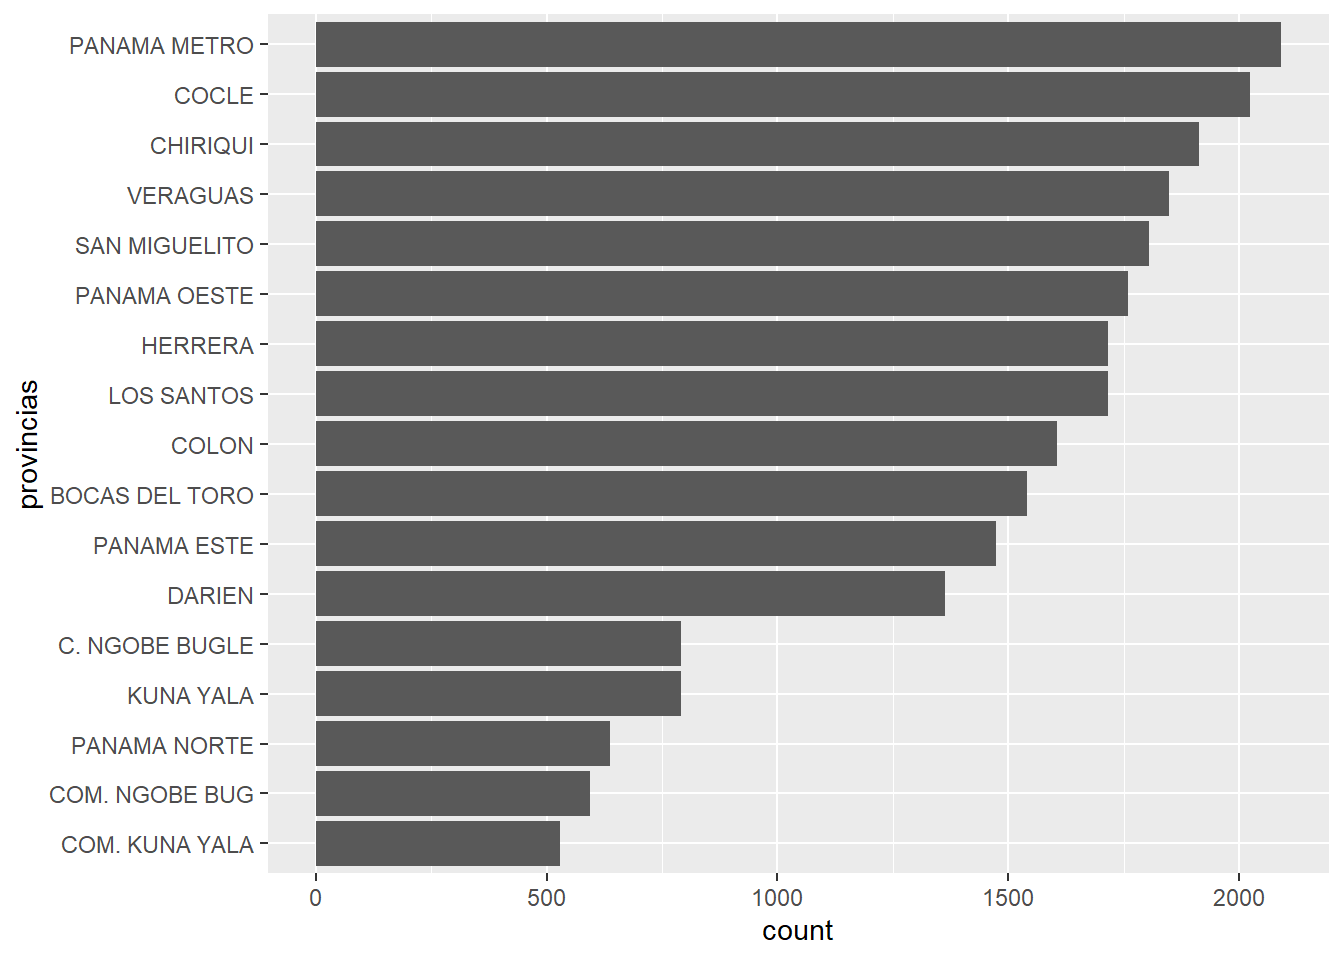 PANAMA METRO
COCLE
CHIRIQUI
VERAGUAS
SAN MIGUELITO
PANAMA OESTE
HERRERA
LOS SANTOS
COLON
BOCAS DEL TORO
PANAMA ESTE
DARIEN
C. NGOBE BUGLE
KUNA YALA
PANAMA NORTE
COM. NGOBE BUG
COM. KUNA YALA
provincias
0 500 1000 1500 2000
count